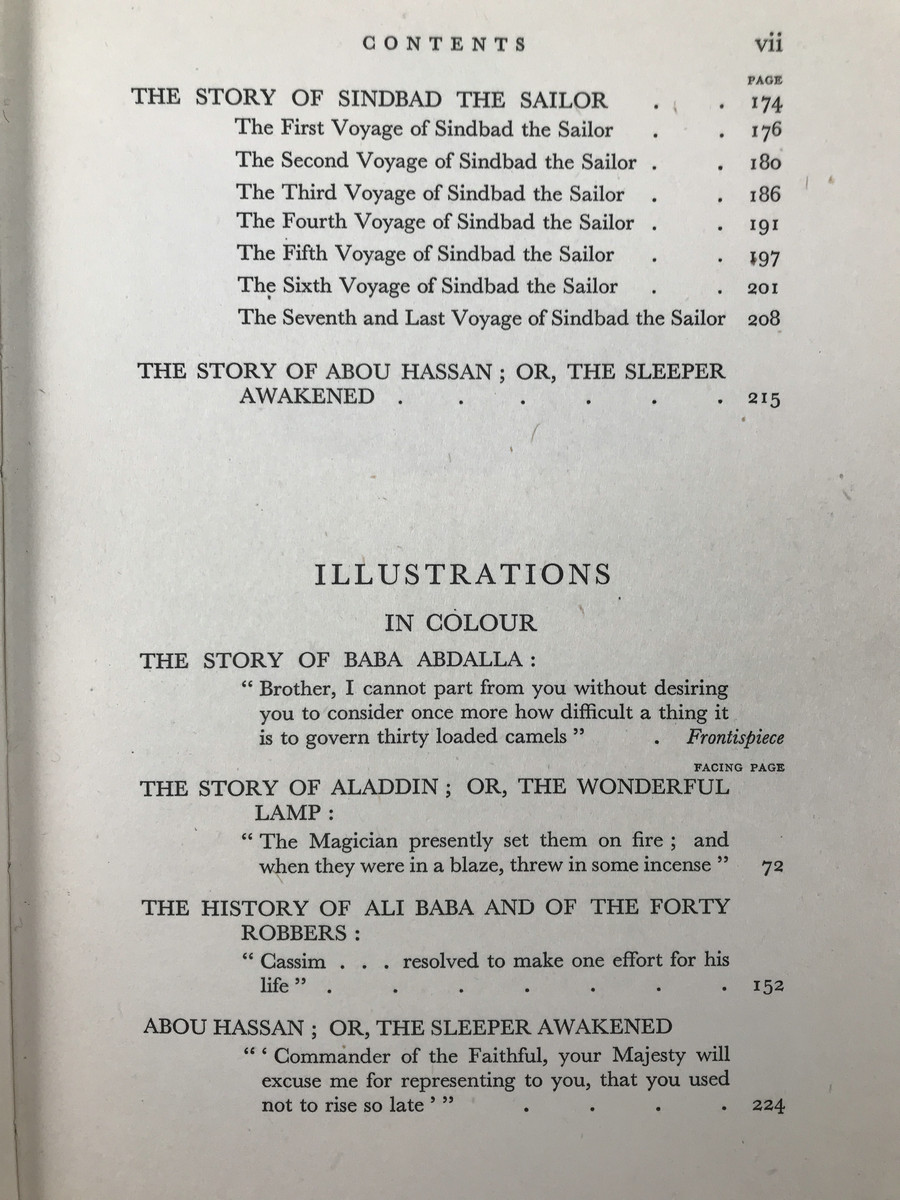 CONTENTS vii
PAGE
THE STORY OF SINDBAD THE SAILOR . . 174
The First Voyage of Sindbad the Sailor . . 176
The Second Voyage of Sindbad the Sailor . . 180
The Third Voyage of Sindbad the Sailor . . 186
The Fourth Voyage of Sindbad the Sailor . . 191
The Fifth Voyage of Sindbad the Sailor . . 197
The Sixth Voyage of Sindbad the Sailor . . 201
The Seventh and Last Voyage of Sindbad the Sailor 208
THE STORY OF ABOU HASSAN ; OR, THE SLEEPER
AWAKENED . . . . . . 215
ILLUSTRATIONS
IN COLOUR
THE STORY OF BABA ABDALLA :
“ Brother, I cannot part from you without desiring
you to consider once more how difficult a thing it
is to govern thirty loaded camels ” . Frontispiece
FACING PAGE
THE STORY OF ALADDIN ; OR, THE WONDERFUL
LAMP :
“ The Magician presently set them on fire ; and
when they were in a blaze, threw in some incense ” 72
THE HISTORY OF ALI BABA AND OF THE FORTY
ROBBERS :
“ Cassim . . . resolved to make one effort for his
life ” . . . . . . . 152
ABOU HASSAN ; OR, THE SLEEPER AWAKENED
“ ‘ Commander of the Faithful, your Majesty will
excuse me for representing to you, that you used
not to rise so late ’ ” . . . . 224